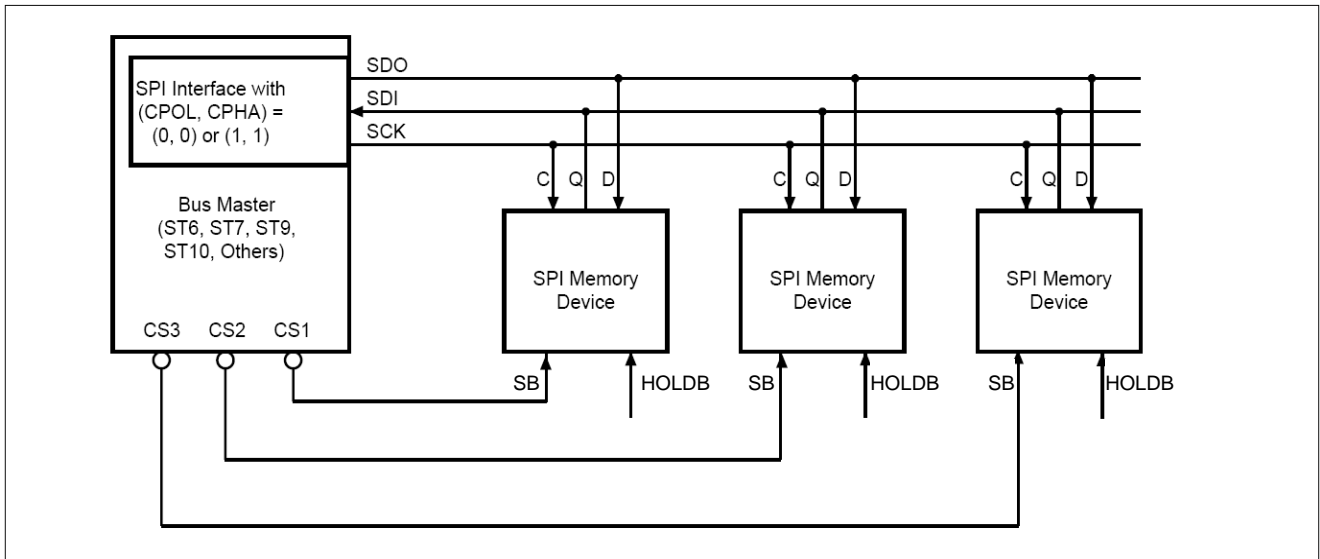 SDO
SPI Interface with
(CPOL, CPHA) =
(0, 0) or (1, 1)
SDI
SCK
Bus Master
(ST6, ST7, ST9,
ST10, Others)
CS3 CS2 CS1
C Q D
C Q D
C Q D
SPI Memory
Device
SPI Memory
Device
SPI Memory
Device
SB HOLDB
SB HOLDB
SB HOLDB